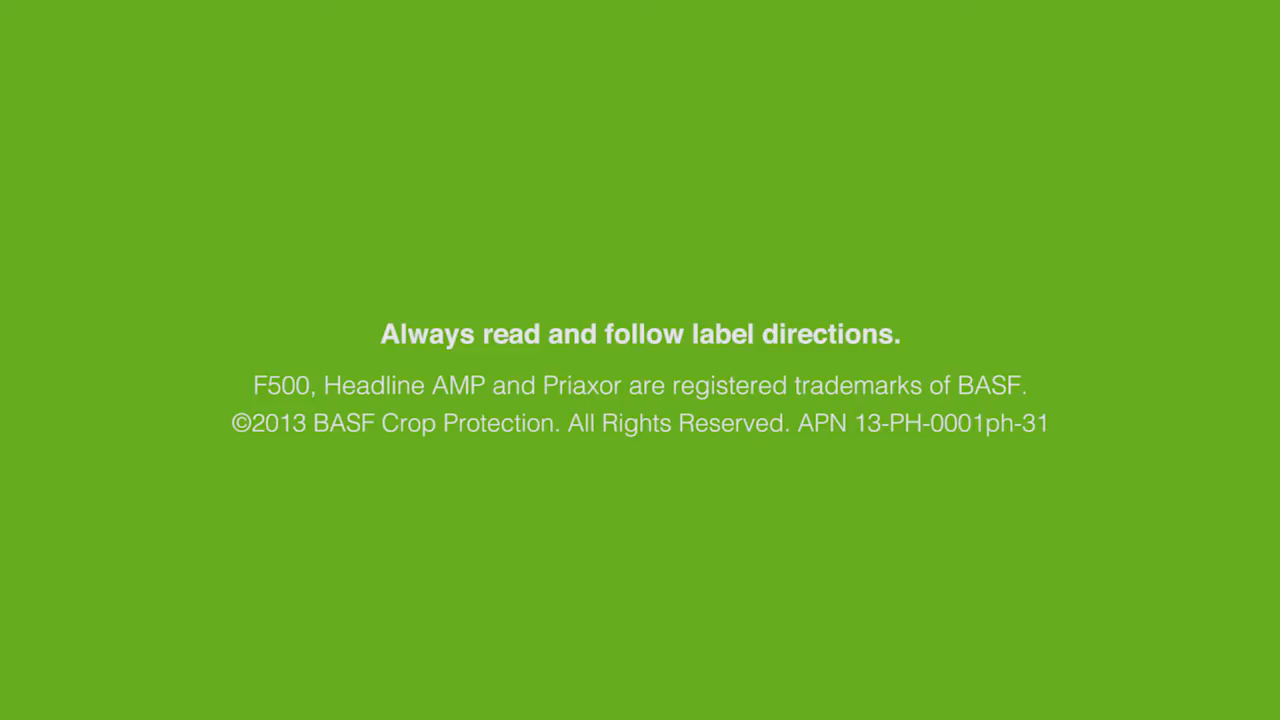 Always read and follow label directions.
F500, Headline AMP and Priaxor are registered trademarks of BASF.
©2013 BASF Crop Protection. All Rights Reserved. APN 13-PH-0001ph-31